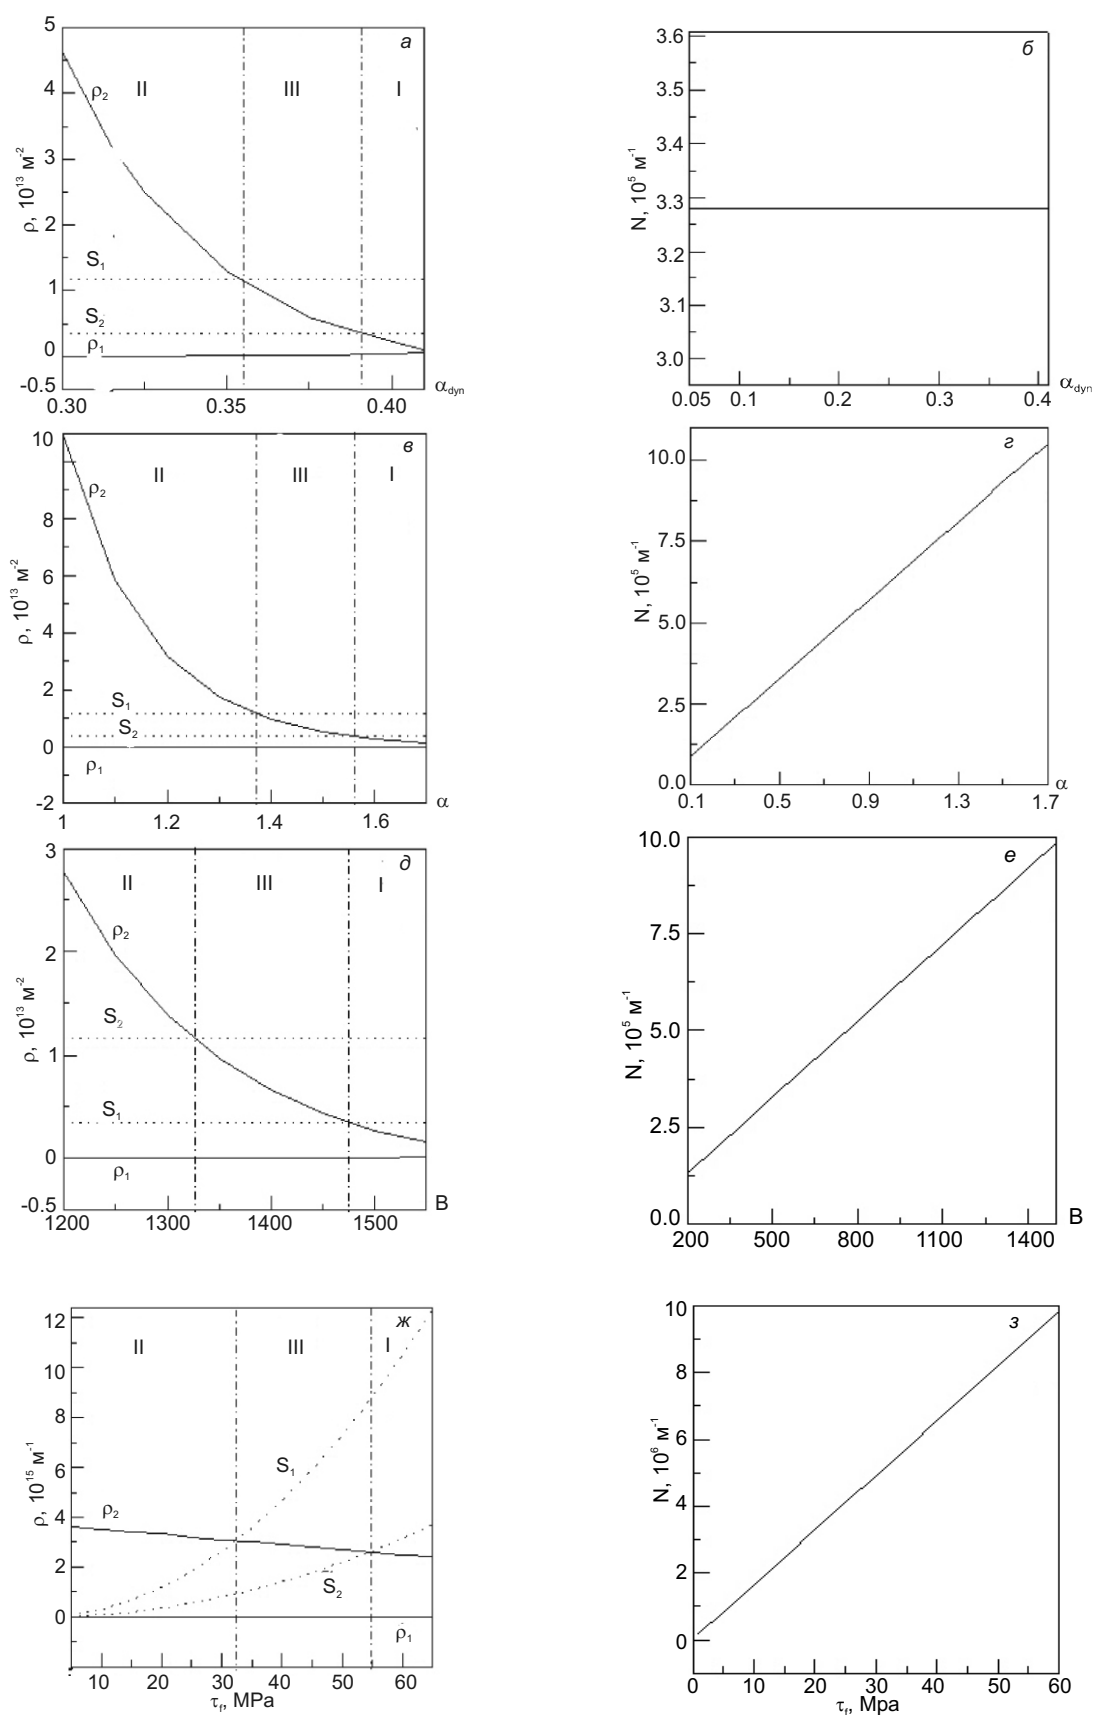 5
4
3
2
1
0
-0.5
ρ, 10¹³ м⁻²
а
II
III
I
ρ₂
S₁
S₂
ρ₁
0.30
0.35
0.40
α_dyn
3.6
3.5
3.4
3.3
3.2
3.1
3.0
N, 10⁵ м⁻¹
б
0.05
0.1
0.2
0.3
0.4
α_dyn
10
8
6
4
2
0
-2
ρ, 10¹³ м⁻²
в
II
III
I
ρ₂
S₁
S₂
ρ₁
1
1.2
1.4
1.6
α
10.0
7.5
5.0
2.5
0.0
N, 10⁵ м⁻¹
г
0.1
0.5
0.9
1.3
1.7
α
3
2
1
0
-0.5
ρ, 10¹³ м⁻²
д
II
III
I
ρ₂
S₂
S₁
ρ₁
1200
1300
1400
1500
B
10.0
7.5
5.0
2.5
0.0
N, 10⁵ м⁻¹
е
200
500
800
1100
1400
B
12
10
8
6
4
2
0
ρ, 10¹⁵ м⁻¹
ж
II
III
I
S₁
ρ₂
S₂
ρ₁
10
20
30
40
50
60
τ_f, MPa
10
8
6
4
2
0
N, 10⁶ м⁻¹
з
0
10
20
30
40
50
60
τ_f, Mpa